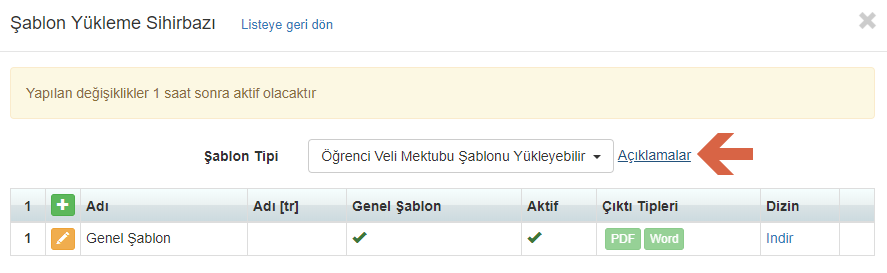 Şablon Yükleme Sihirbazı Listeye geri dön
Yapılan değişiklikler 1 saat sonra aktif olacaktır
Şablon Tipi Öğrenci Veli Mektubu Şablonu Yükleyebilir Açıklamalar
1 Adı Adı [tr] Genel Şablon Aktif Çıktı Tipleri Dizin
1 Genel Şablon PDF Word İndir